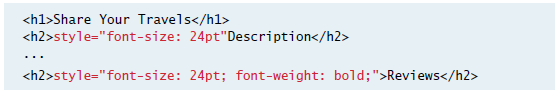 <h1>Share Your Travels</h1>
<h2>style="font-size: 24pt"Description</h2>
...
<h2>style="font-size: 24pt; font-weight: bold;">Reviews</h2>